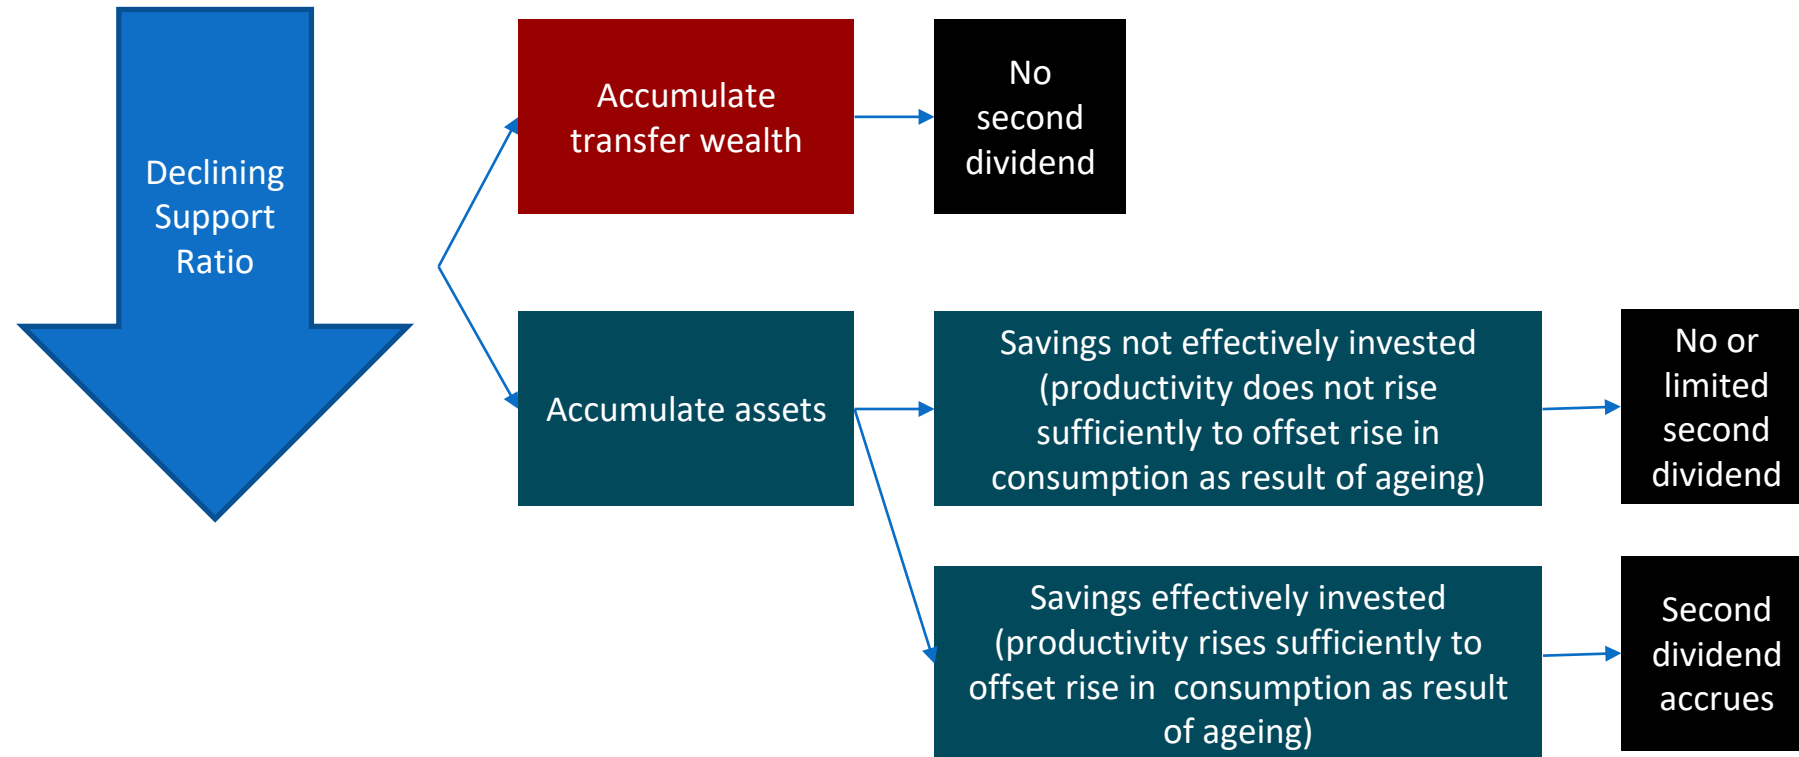 Declining
Support
Ratio
Accumulate
transfer wealth
No
second
dividend
Accumulate assets
Savings not effectively invested
(productivity does not rise
sufficiently to offset rise in
consumption as result of ageing)
No or
limited
second
dividend
Savings effectively invested
(productivity rises sufficiently to
offset rise in  consumption as result
of ageing)
Second
dividend
accrues